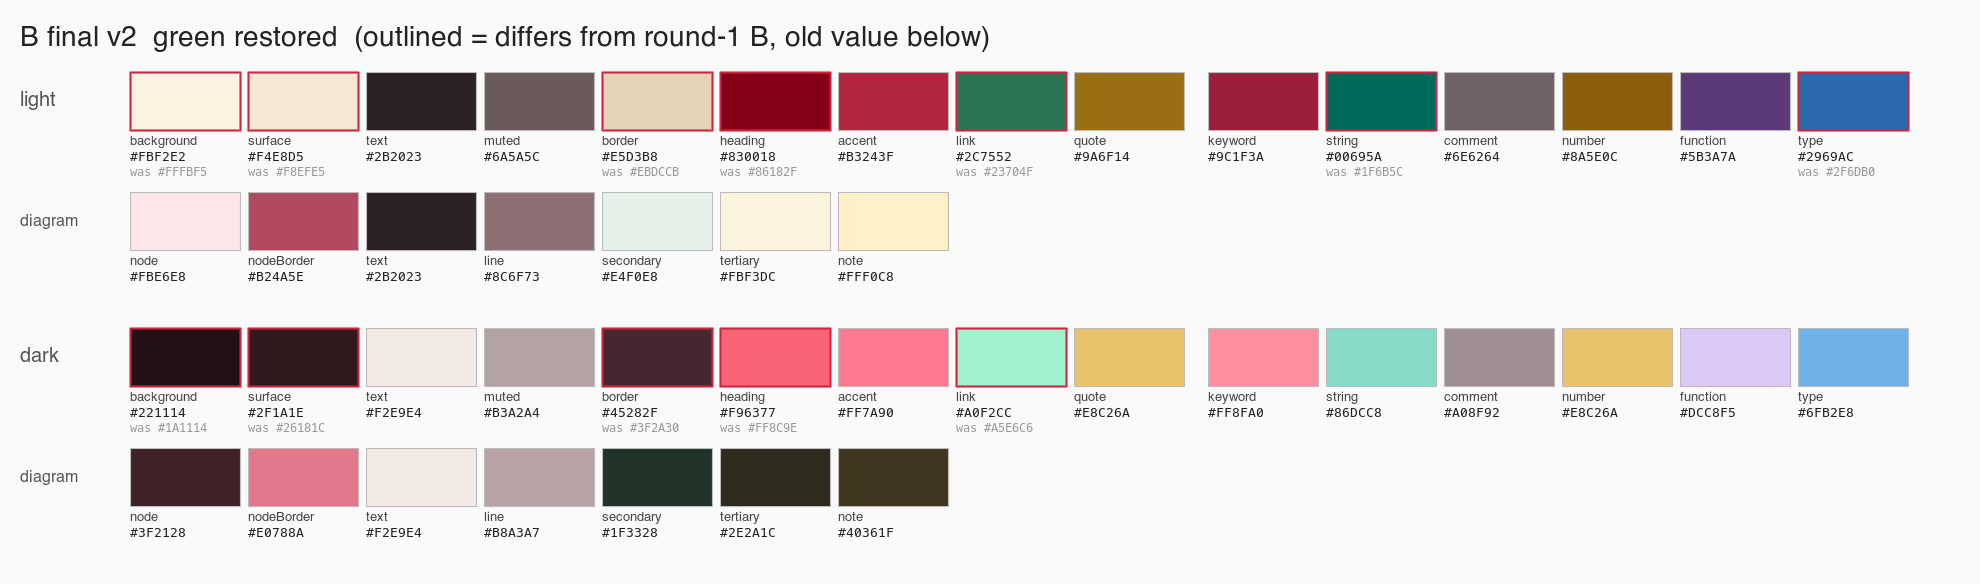 B final v2 green restored (outlined = differs from round-1 B, old value below)
light
background surface text muted border heading accent link quote keyword string comment number function type
#FBF2E2 #F4E8D5 #2B2023 #6A5A5C #E5D3B8 #830018 #B3243F #2C7552 #9A6F14 #9C1F3A #00695A #6E6264 #8A5E0C #5B3A7A #2969AC
was #FFFBF5 was #F8EFE5 was #EBDCCB was #86182F was #23704F was #1F6B5C was #2F6DB0
diagram
node nodeBorder text line secondary tertiary note
#FBE6E8 #B24A5E #2B2023 #8C6F73 #E4F0E8 #FBF3DC #FFF0C8
dark
background surface text muted border heading accent link quote keyword string comment number function type
#221114 #2F1A1E #F2E9E4 #B3A2A4 #45282F #F96377 #FF7A90 #A0F2CC #E8C26A #FF8FA0 #86DCC8 #A08F92 #E8C26A #DCC8F5 #6FB2E8
was #1A1114 was #26181C was #3F2A30 was #FF8C9E was #A5E6C6
diagram
node nodeBorder text line secondary tertiary note
#3F2128 #E0788A #F2E9E4 #B8A3A7 #1F3328 #2E2A1C #40361F